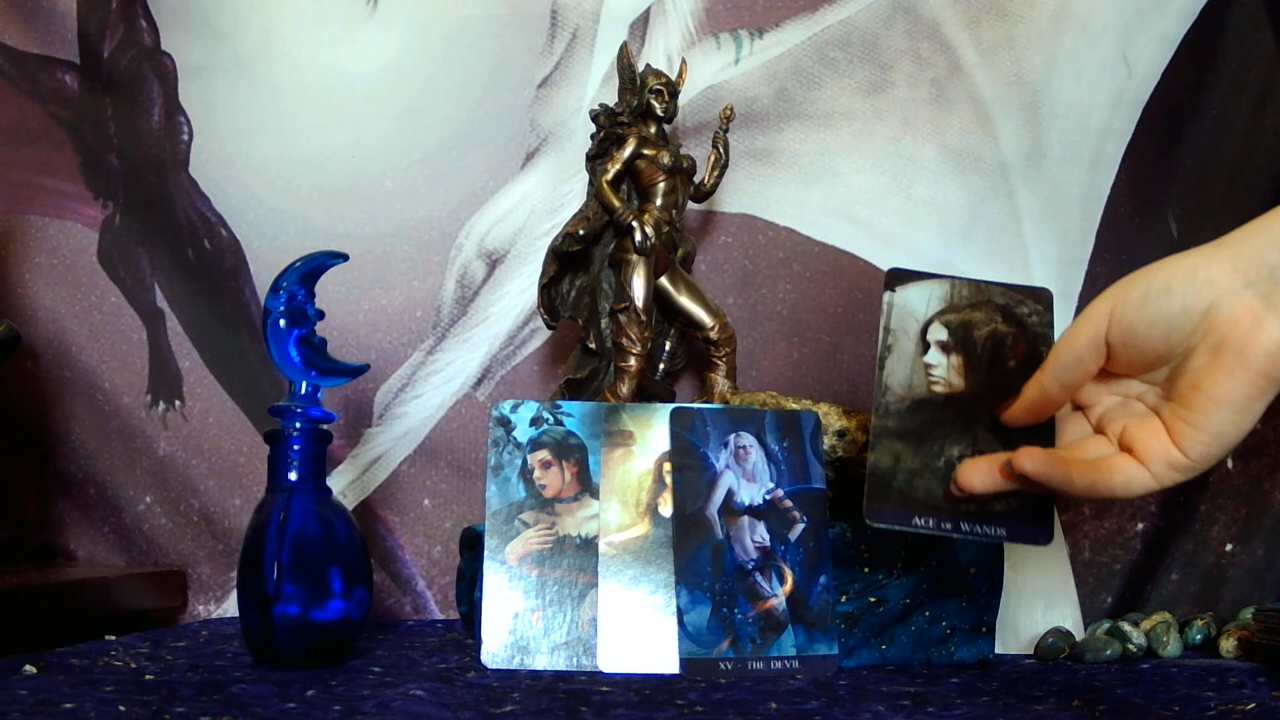 XV - THE DEVIL
ACE OF WANDS